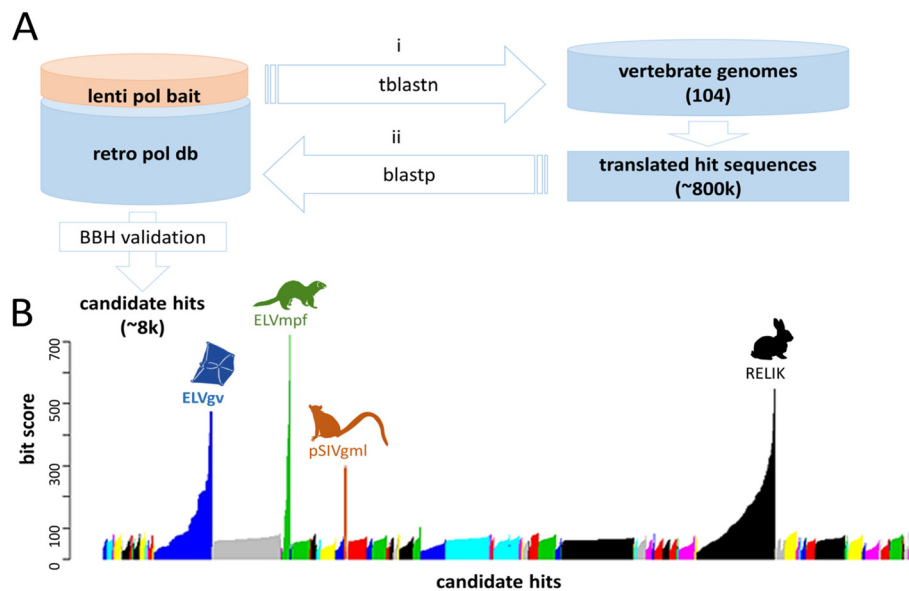 A
i
lenti pol bait
tblastn
vertebrate genomes
(104)
retro pol db
ii
blastp
translated hit sequences
(~800k)
BBH validation
candidate hits
(~8k)
B
ELVgv
ELVmpf
pSIVgml
RELIK
bit score
700
500
300
100
0
candidate hits